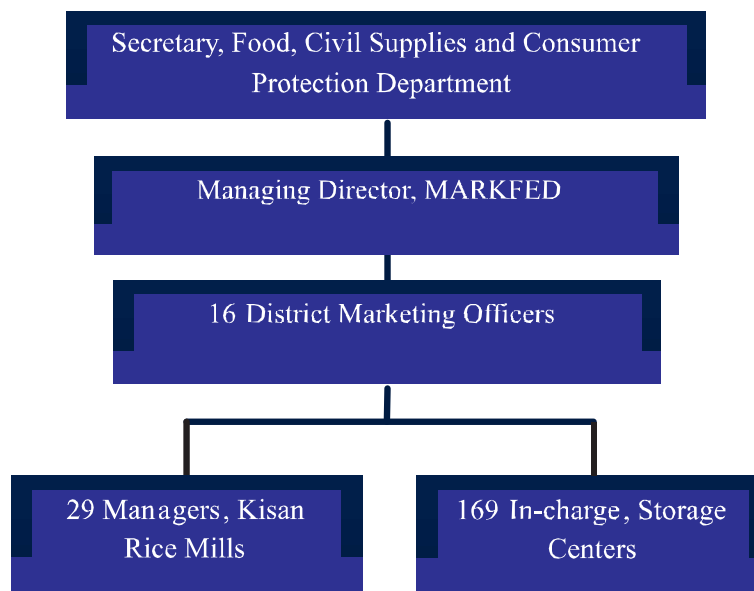 Secretary, Food, Civil Supplies and Consumer
Protection Department
Managing Director, MARKFED
16 District Marketing Officers
29 Managers, Kisan
Rice Mills
169 In-charge, Storage
Centers